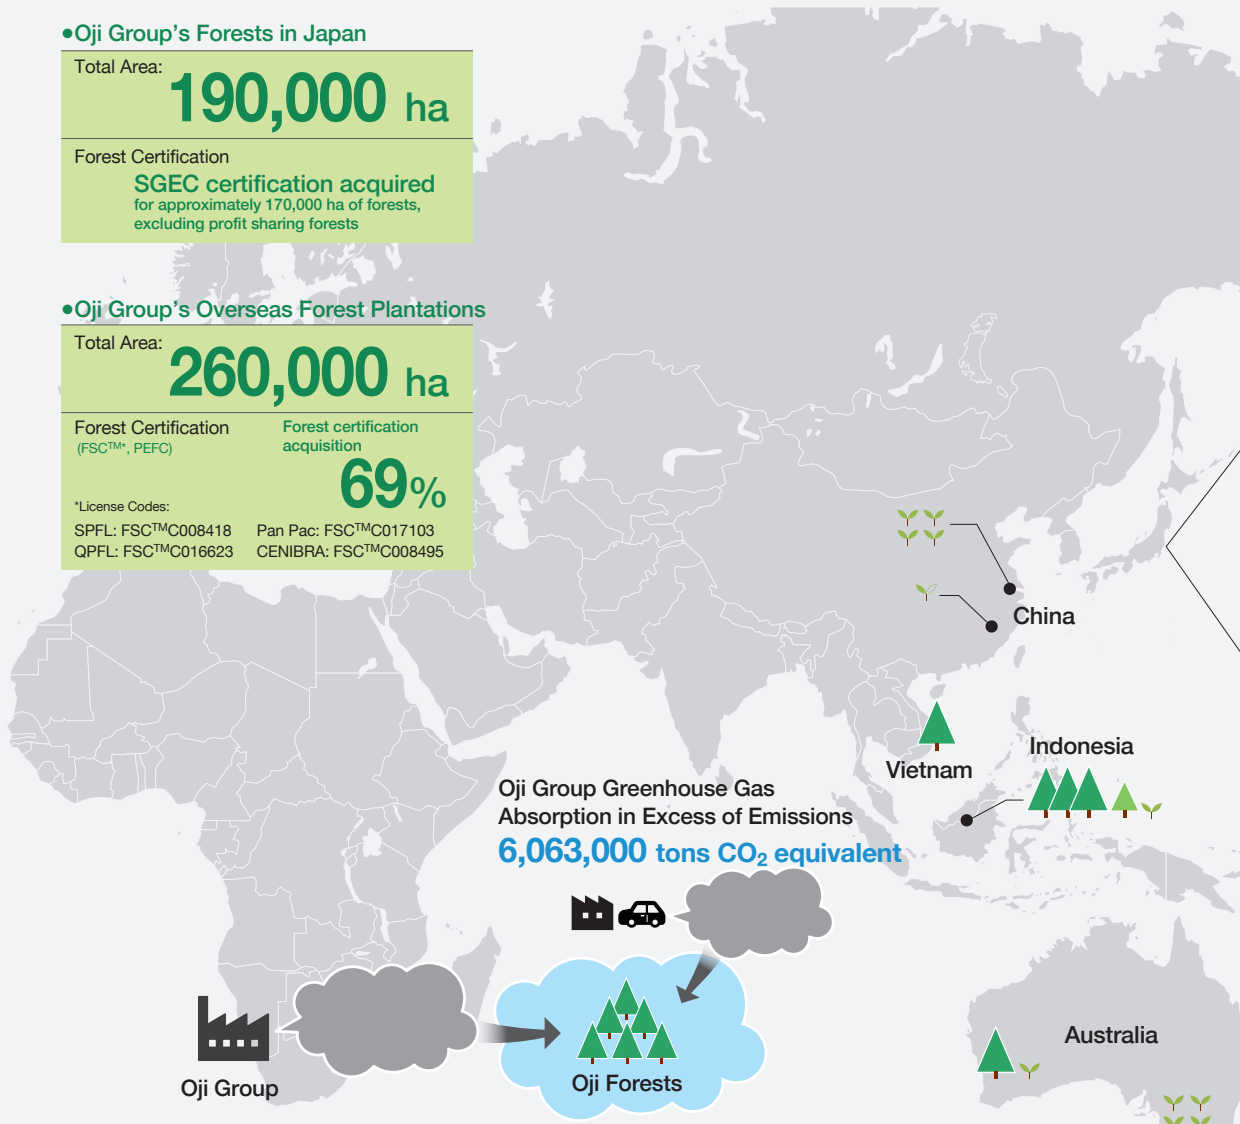 ●Oji Group's Forests in Japan
Total Area:
190,000 ha
Forest Certification
SGEC certification acquired
for approximately 170,000 ha of forests,
excluding profit sharing forests
●Oji Group's Overseas Forest Plantations
Total Area:
260,000 ha
Forest Certification
(FSC™*, PEFC)
Forest certification
acquisition
69%
*License Codes:
SPFL: FSC™C008418 Pan Pac: FSC™C017103
QPFL: FSC™C016623 CENIBRA: FSC™C008495
China
Vietnam
Indonesia
Oji Group Greenhouse Gas
Absorption in Excess of Emissions
6,063,000 tons CO₂ equivalent
Australia
Oji Group
Oji Forests